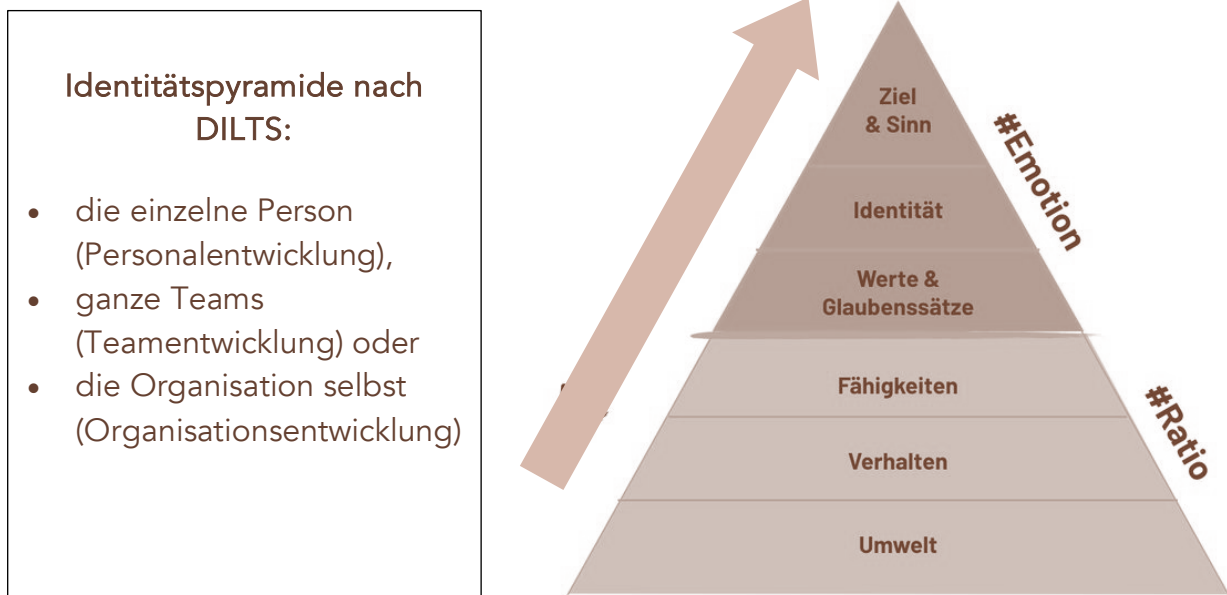 Identitätspyramide nach
DILTS:
• die einzelne Person
(Personalentwicklung),
• ganze Teams
(Teamentwicklung) oder
• die Organisation selbst
(Organisationsentwicklung)
Ziel
& Sinn
#Emotion
Identität
Werte &
Glaubenssätze
Fähigkeiten
#Ratio
Verhalten
Umwelt